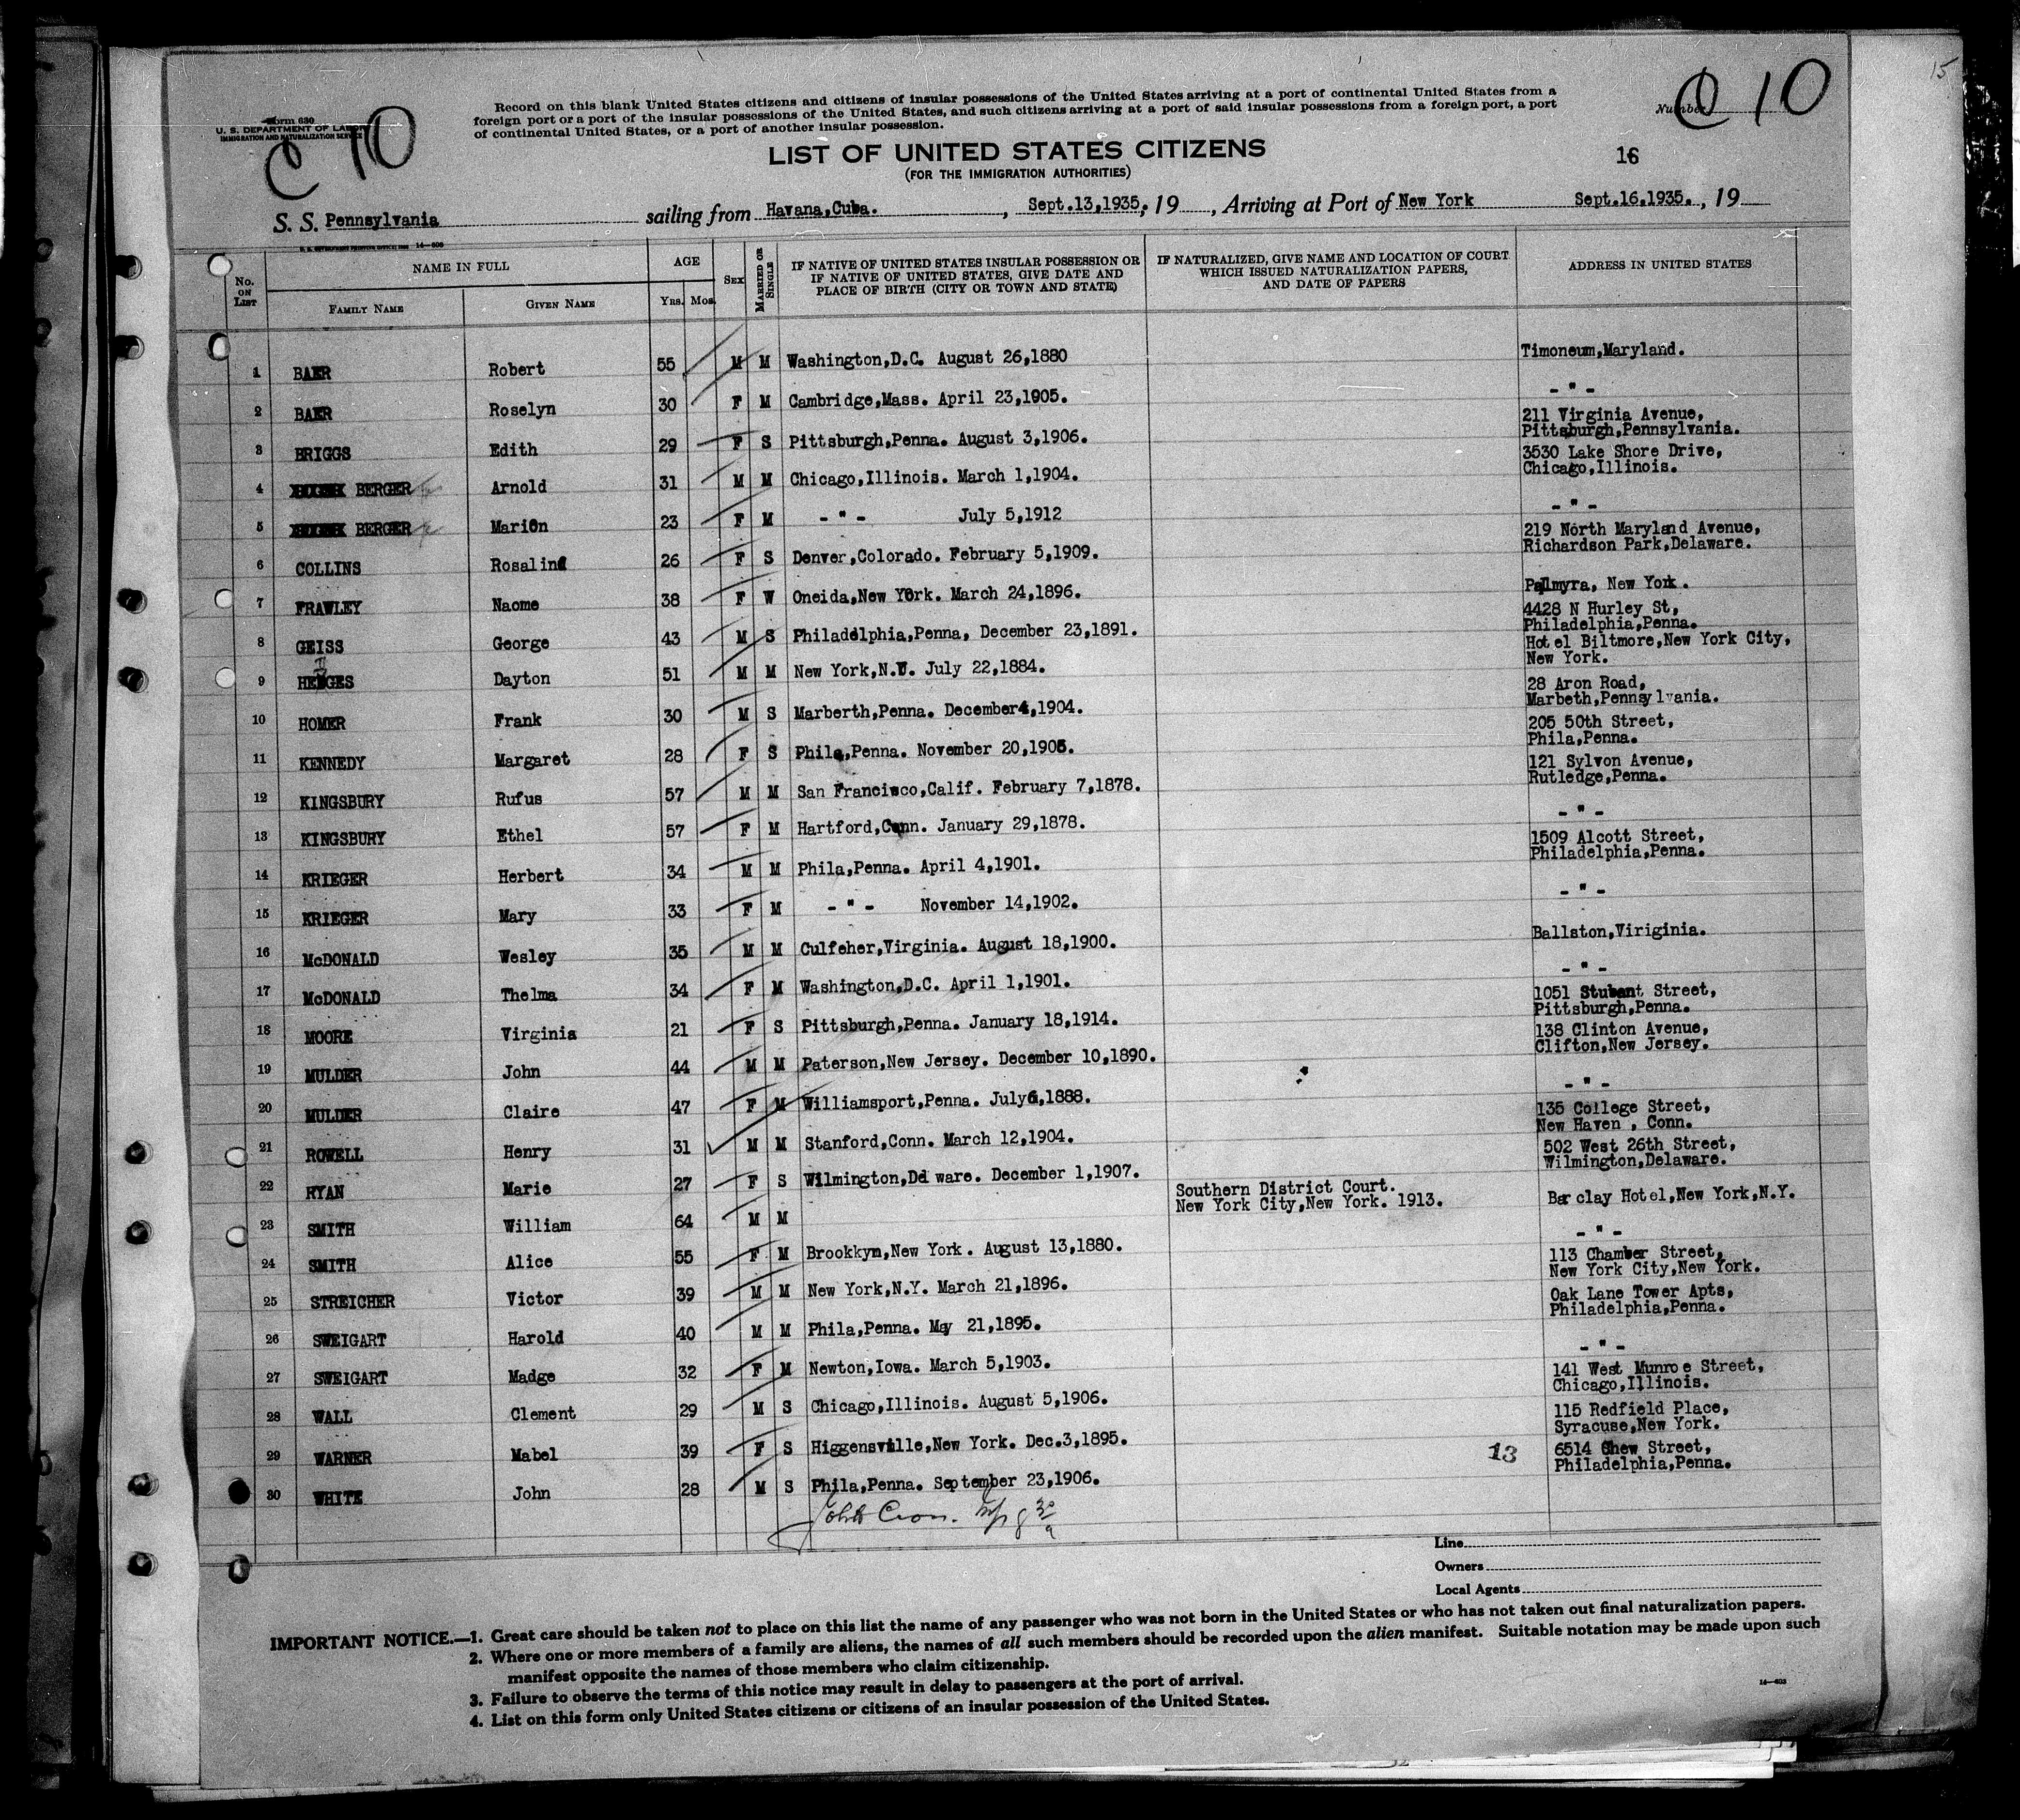 15
Form 630
U. S. DEPARTMENT OF LABOR
IMMIGRATION AND NATURALIZATION SERVICE
C 10
Record on this blank United States citizens and citizens of insular possessions of the United States arriving at a port of continental United States from a
foreign port or a port of the insular possessions of the United States, and such citizens arriving at a port of said insular possessions from a foreign port, a port
of continental United States, or a port of another insular possession.
Number C 10
LIST OF UNITED STATES CITIZENS
(FOR THE IMMIGRATION AUTHORITIES)
16
S. S. Pennsylvania sailing from Havana,Cuba. , Sept.13,1935, 19 , Arriving at Port of New York Sept.16,1935. , 19
14—608
No. ON LIST
NAME IN FULL
FAMILY NAME
GIVEN NAME
AGE
YRS. MOS.
SEX
MARRIED OR SINGLE
IF NATIVE OF UNITED STATES INSULAR POSSESSION OR
IF NATIVE OF UNITED STATES, GIVE DATE AND
PLACE OF BIRTH (CITY OR TOWN AND STATE)
IF NATURALIZED, GIVE NAME AND LOCATION OF COURT
WHICH ISSUED NATURALIZATION PAPERS,
AND DATE OF PAPERS
ADDRESS IN UNITED STATES
1 BAER Robert 55 M M Washington,D.C. August 26,1880 Timoneum,Maryland.
2 BAER Roselyn 30 F M Cambridge,Mass. April 23,1905. - " -
3 BRIGGS Edith 29 F S Pittsburgh,Penna. August 3,1906. 211 Virginia Avenue,
Pittsburgh,Pennsylvania.
4 BERGER Arnold 31 M M Chicago,Illinois. March 1,1904. 3530 Lake Shore Drive,
Chicago,Illinois.
5 BERGER Marion 23 F M - " - July 5,1912 - " -
6 COLLINS Rosalind 26 F S Denver,Colorado. February 5,1909. 219 North Maryland Avenue,
Richardson Park,Delaware.
7 FRAWLEY Naome 38 F W Oneida,New York. March 24,1896. Palmyra, New York.
8 GEISS George 43 M S Philadelphia,Penna, December 23,1891. 4428 N Hurley St,
Philadelphia,Penna.
9 HEDGES Dayton 51 M M New York,N.Y. July 22,1884. Hotel Biltmore,New York City,
New York.
10 HOMER Frank 30 M S Marberth,Penna. December4,1904. 28 Aron Road,
Marbeth,Pennsylvania.
11 KENNEDY Margaret 28 F S Phila,Penna. November 20,1906. 205 50th Street,
Phila,Penna.
12 KINGSBURY Rufus 57 M M San Francisco,Calif. February 7,1878. 121 Sylvon Avenue,
Rutledge,Penna.
13 KINGSBURY Ethel 57 F M Hartford,Conn. January 29,1878. - " -
14 KRIEGER Herbert 34 M M Phila,Penna. April 4,1901. 1509 Alcott Street,
Philadelphia,Penna.
15 KRIEGER Mary 33 F M - " - November 14,1902. - " -
16 McDONALD Wesley 35 M M Culfeher,Virginia. August 18,1900. Ballston,Viriginia.
17 McDONALD Thelma 34 F M Washington,D.C. April 1,1901. - " -
18 MOORE Virginia 21 F S Pittsburgh,Penna. January 18,1914. 1051 Street,
Pittsburgh,Penna.
19 MULDER John 44 M M Paterson,New Jersey. December 10,1890. 138 Clinton Avenue,
Clifton,New Jersey.
20 MULDER Claire 47 F M Williamsport,Penna. July6,1888. - " -
21 ROWELL Henry 31 M M Stanford,Conn. March 12,1904. 135 College Street,
New Haven , Conn.
22 RYAN Marie 27 F S Wilmington,Del ware. December 1,1907. 502 West 26th Street,
Wilmington,Delaware.
23 SMITH William 64 M M Southern District Court.
New York City,New York. 1913. Barclay Hotel,New York,N.Y.
24 SMITH Alice 55 F M Brookkyn,New York. August 13,1880. - " -
25 STREICHER Victor 39 M M New York,N.Y. March 21,1896. 113 Chamber Street,
New York City,New York.
26 SWEIGART Harold 40 M M Phila,Penna. May 21,1895. Oak Lane Tower Apts,
Philadelphia,Penna.
27 SWEIGART Madge 32 F M Newton,Iowa. March 5,1903. - " -
28 WALL Clement 29 M S Chicago,Illinois. August 5,1906. 141 West Munroe Street,
Chicago,Illinois.
29 WARNER Mabel 39 F S Higgensville,New York. Dec.3,1895. 115 Redfield Place,
Syracuse,New York.
30 WHITE John 28 M S Phila,Penna. September 23,1906. 13 6514 Chew Street,
Philadelphia,Penna.
Line
Owners
Local Agents
IMPORTANT NOTICE.—1. Great care should be taken not to place on this list the name of any passenger who was not born in the United States or who has not taken out final naturalization papers.
2. Where one or more members of a family are aliens, the names of all such members should be recorded upon the alien manifest. Suitable notation may be made upon such
manifest opposite the names of those members who claim citizenship.
3. Failure to observe the terms of this notice may result in delay to passengers at the port of arrival.
4. List on this form only United States citizens or citizens of an insular possession of the United States.
14—608